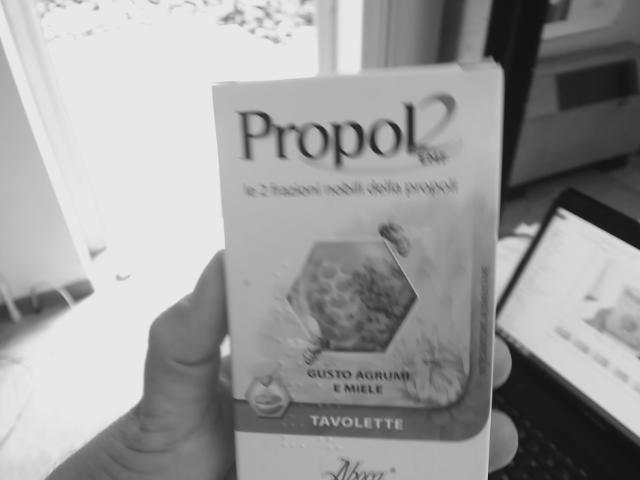 Propol2
EMF
le 2 frazioni nobili della propoli
GUSTO AGRUMI
E MIELE
TAVOLETTE
Aboca